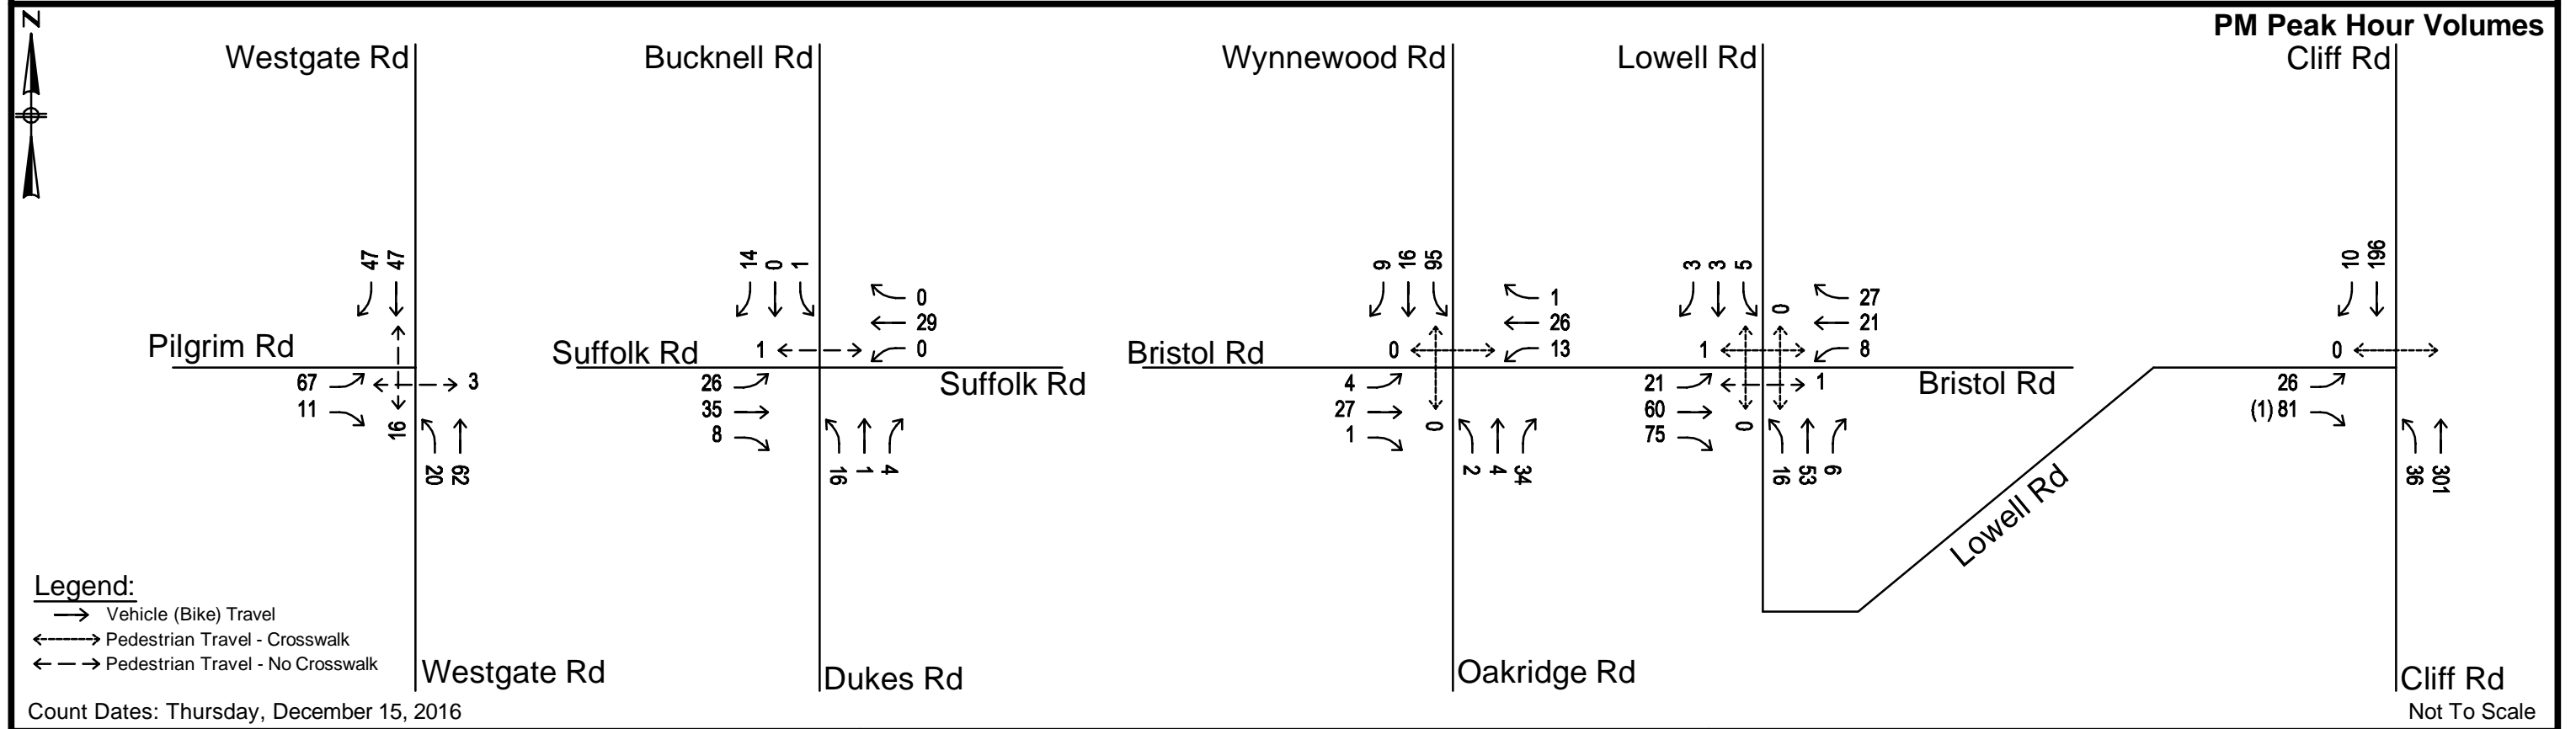 N
PM Peak Hour Volumes
Westgate Rd
Bucknell Rd
Wynnewood Rd
Lowell Rd
Cliff Rd
47 47
14 0 1
9 16 95
3 3 5
10 196
0
29
0
1
26
13
0
27
21
8
Pilgrim Rd
Suffolk Rd
1
Bristol Rd
0
1
0
67
11
3
16
20 62
26
35
8
Suffolk Rd
16 1 4
4
27
1
0
2 4 34
21
60
75
1
0
Bristol Rd
16 53 6
26
(1) 81
36 301
Lowell Rd
Legend:
Vehicle (Bike) Travel
Pedestrian Travel - Crosswalk
Pedestrian Travel - No Crosswalk
Westgate Rd
Dukes Rd
Oakridge Rd
Cliff Rd
Count Dates: Thursday, December 15, 2016
Not To Scale